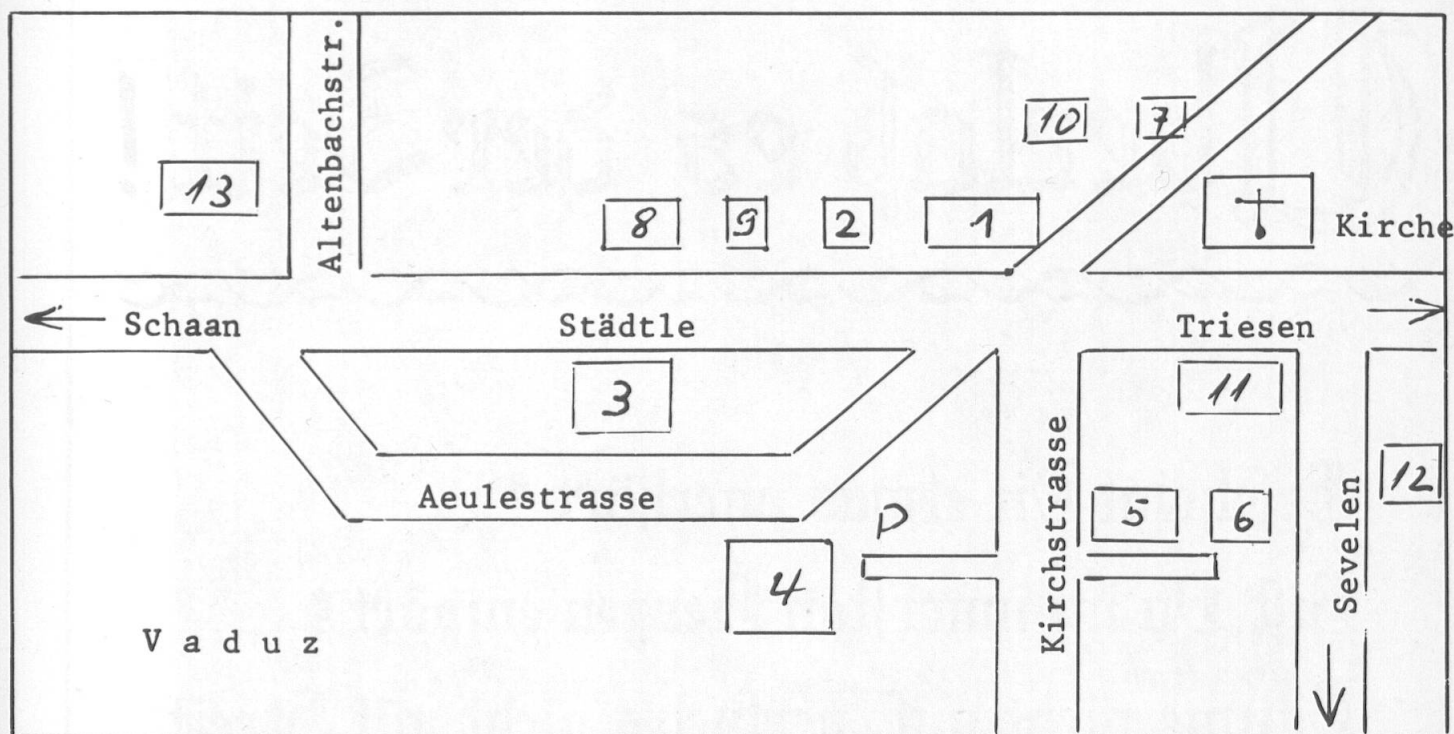 Altenbachstr.
10 7
13
8 9 2 1
Kirche
Schaan Städtle Triesen
3 11
Aeulestrasse
12
P 5 6
4
Kirchstrasse
Sevelen
Vaduz